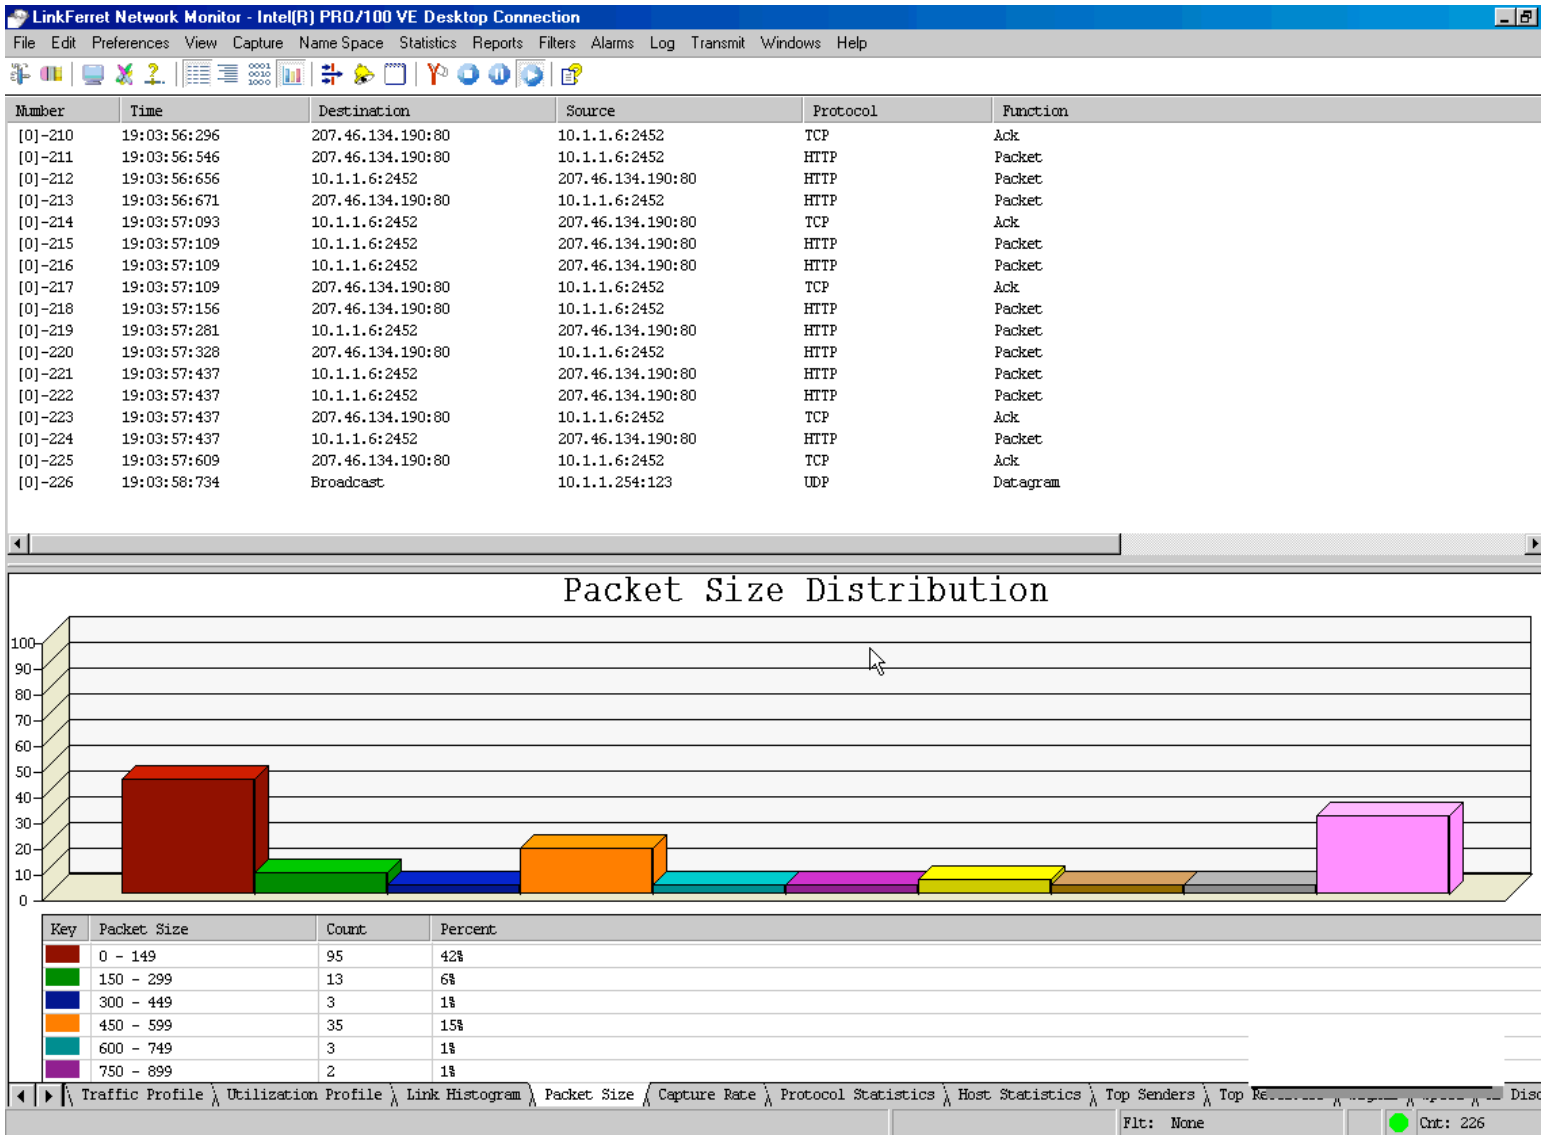 LinkFerret Network Monitor - Intel(R) PRO/100 VE Desktop Connection
File Edit Preferences View Capture Name Space Statistics Reports Filters Alarms Log Transmit Windows Help
Number Time Destination Source Protocol Function
[0]-210 19:03:56:296 207.46.134.190:80 10.1.1.6:2452 TCP Ack
[0]-211 19:03:56:546 207.46.134.190:80 10.1.1.6:2452 HTTP Packet
[0]-212 19:03:56:656 10.1.1.6:2452 207.46.134.190:80 HTTP Packet
[0]-213 19:03:56:671 207.46.134.190:80 10.1.1.6:2452 HTTP Packet
[0]-214 19:03:57:093 10.1.1.6:2452 207.46.134.190:80 TCP Ack
[0]-215 19:03:57:109 10.1.1.6:2452 207.46.134.190:80 HTTP Packet
[0]-216 19:03:57:109 10.1.1.6:2452 207.46.134.190:80 HTTP Packet
[0]-217 19:03:57:109 207.46.134.190:80 10.1.1.6:2452 TCP Ack
[0]-218 19:03:57:156 207.46.134.190:80 10.1.1.6:2452 HTTP Packet
[0]-219 19:03:57:281 10.1.1.6:2452 207.46.134.190:80 HTTP Packet
[0]-220 19:03:57:328 207.46.134.190:80 10.1.1.6:2452 HTTP Packet
[0]-221 19:03:57:437 10.1.1.6:2452 207.46.134.190:80 HTTP Packet
[0]-222 19:03:57:437 10.1.1.6:2452 207.46.134.190:80 HTTP Packet
[0]-223 19:03:57:437 207.46.134.190:80 10.1.1.6:2452 TCP Ack
[0]-224 19:03:57:437 10.1.1.6:2452 207.46.134.190:80 HTTP Packet
[0]-225 19:03:57:609 207.46.134.190:80 10.1.1.6:2452 TCP Ack
[0]-226 19:03:58:734 Broadcast 10.1.1.254:123 UDP Datagram
Packet Size Distribution
100
90
80
70
60
50
40
30
20
10
0
Key Packet Size Count Percent
0 - 149 95 42%
150 - 299 13 6%
300 - 449 3 1%
450 - 599 35 15%
600 - 749 3 1%
750 - 899 2 1%
Traffic Profile Utilization Profile Link Histogram Packet Size Capture Rate Protocol Statistics Host Statistics Top Senders Top
Flt: None Cnt: 226